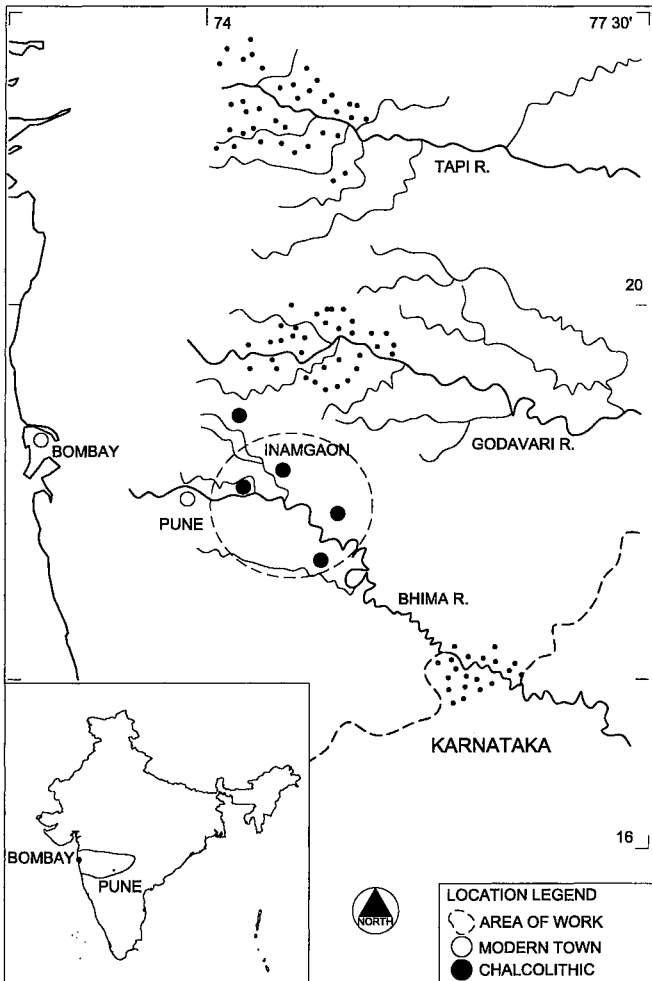 74
77 30'
TAPI R.
20
BOMBAY
INAMGAON
GODAVARI R.
PUNE
BHIMA R.
KARNATAKA
16
BOMBAY
PUNE
NORTH
LOCATION LEGEND
AREA OF WORK
MODERN TOWN
CHALCOLITHIC